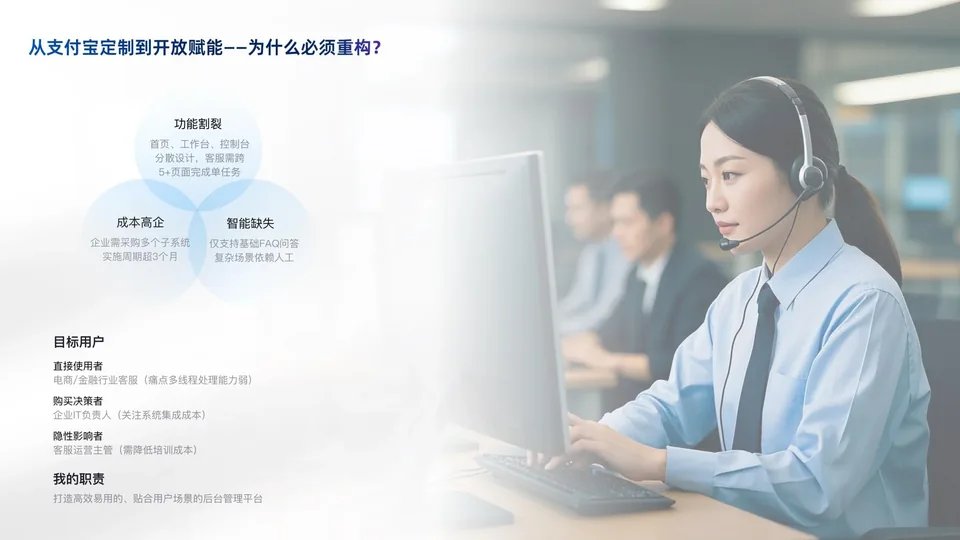 从支付宝定制到开放赋能——为什么必须重构？
功能割裂
首页、工作台、控制台
分散设计，客服需跨
5+页面完成单任务
成本高企
企业需采购多个子系统
实施周期超3个月
智能缺失
仅支持基础FAQ问答
复杂场景依赖人工
目标用户
直接使用者
电商/金融行业客服（痛点多线程处理能力弱）
购买决策者
企业IT负责人（关注系统集成成本）
隐性影响者
客服运营主管（需降低培训成本）
我的职责
打造高效易用的、贴合用户场景的后台管理平台